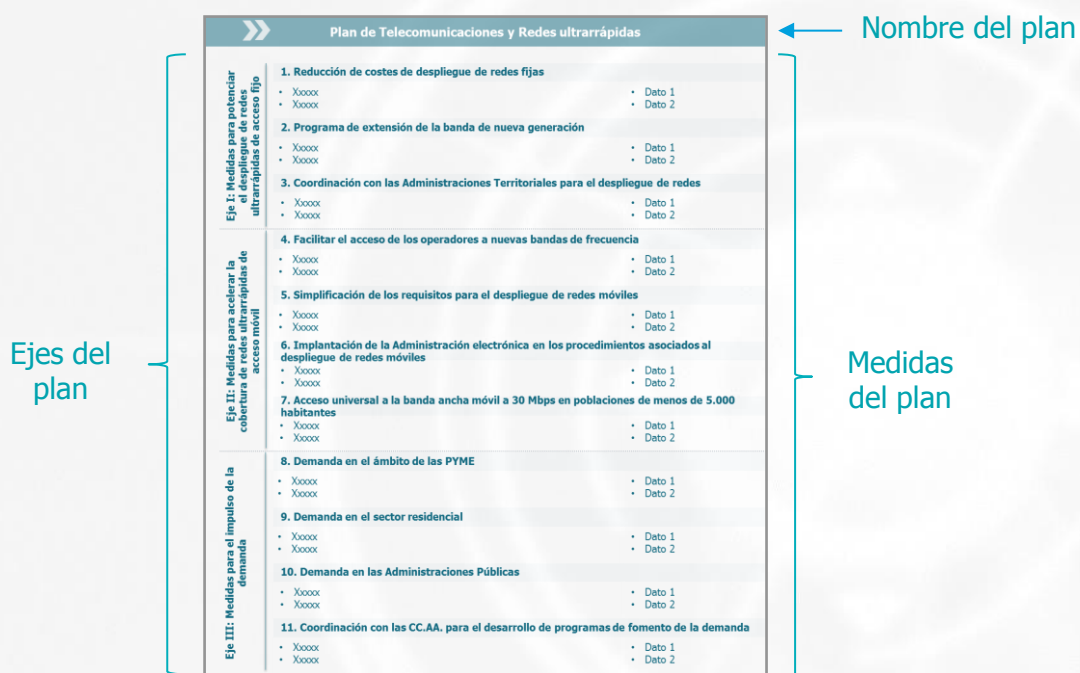 Plan de Telecomunicaciones y Redes ultrarrápidas
Nombre del plan
Ejes del
plan
Eje I: Medidas para potenciar
el despliegue de redes
ultrarrápidas de acceso fijo
1. Reducción de costes de despliegue de redes fijas
• Xxxxx • Dato 1
• Xxxxx • Dato 2
2. Programa de extensión de la banda de nueva generación
• Xxxxx • Dato 1
• Xxxxx • Dato 2
3. Coordinación con las Administraciones Territoriales para el despliegue de redes
• Xxxxx • Dato 1
• Xxxxx • Dato 2
Eje II: Medidas para acelerar la
cobertura de redes ultrarrápidas de
acceso móvil
4. Facilitar el acceso de los operadores a nuevas bandas de frecuencia
• Xxxxx • Dato 1
• Xxxxx • Dato 2
5. Simplificación de los requisitos para el despliegue de redes móviles
• Xxxxx • Dato 1
• Xxxxx • Dato 2
6. Implantación de la Administración electrónica en los procedimientos asociados al
despliegue de redes móviles
• Xxxxx • Dato 1
• Xxxxx • Dato 2
7. Acceso universal a la banda ancha móvil a 30 Mbps en poblaciones de menos de 5.000
habitantes
• Xxxxx • Dato 1
• Xxxxx • Dato 2
Eje III: Medidas para el impulso de la
demanda
8. Demanda en el ámbito de las PYME
• Xxxxx • Dato 1
• Xxxxx • Dato 2
9. Demanda en el sector residencial
• Xxxxx • Dato 1
• Xxxxx • Dato 2
10. Demanda en las Administraciones Públicas
• Xxxxx • Dato 1
• Xxxxx • Dato 2
11. Coordinación con las CC.AA. para el desarrollo de programas de fomento de la demanda
• Xxxxx • Dato 1
• Xxxxx • Dato 2
Medidas
del plan